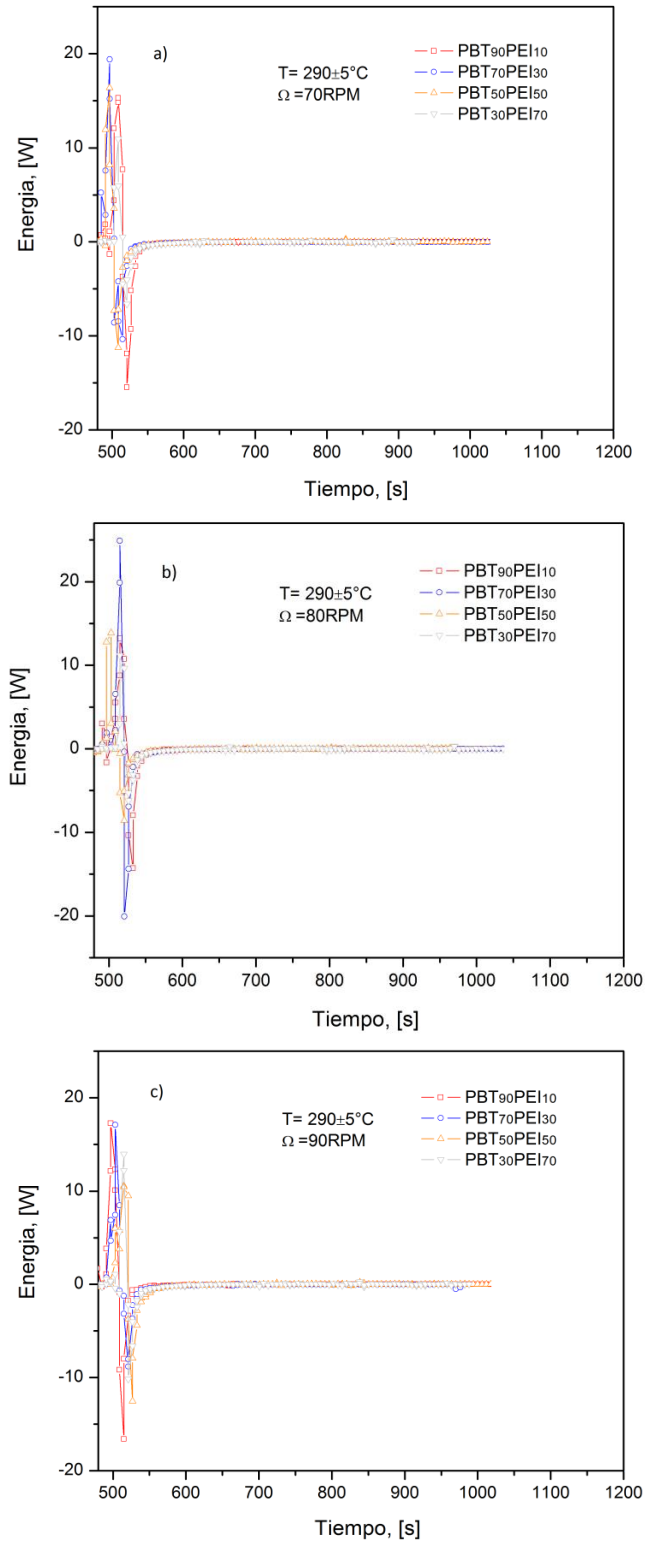 a)
T= 290±5°C
Ω =70RPM
PBT90PEI10
PBT70PEI30
PBT50PEI50
PBT30PEI70
Energia, [W]
20
10
0
-10
-20
500 600 700 800 900 1000 1100 1200
Tiempo, [s]
b)
T= 290±5°C
Ω =80RPM
PBT90PEI10
PBT70PEI30
PBT50PEI50
PBT30PEI70
Energia, [W]
20
10
0
-10
-20
500 600 700 800 900 1000 1100 1200
Tiempo, [s]
c)
T= 290±5°C
Ω =90RPM
PBT90PEI10
PBT70PEI30
PBT50PEI50
PBT30PEI70
Energia, [W]
20
10
0
-10
-20
500 600 700 800 900 1000 1100 1200
Tiempo, [s]